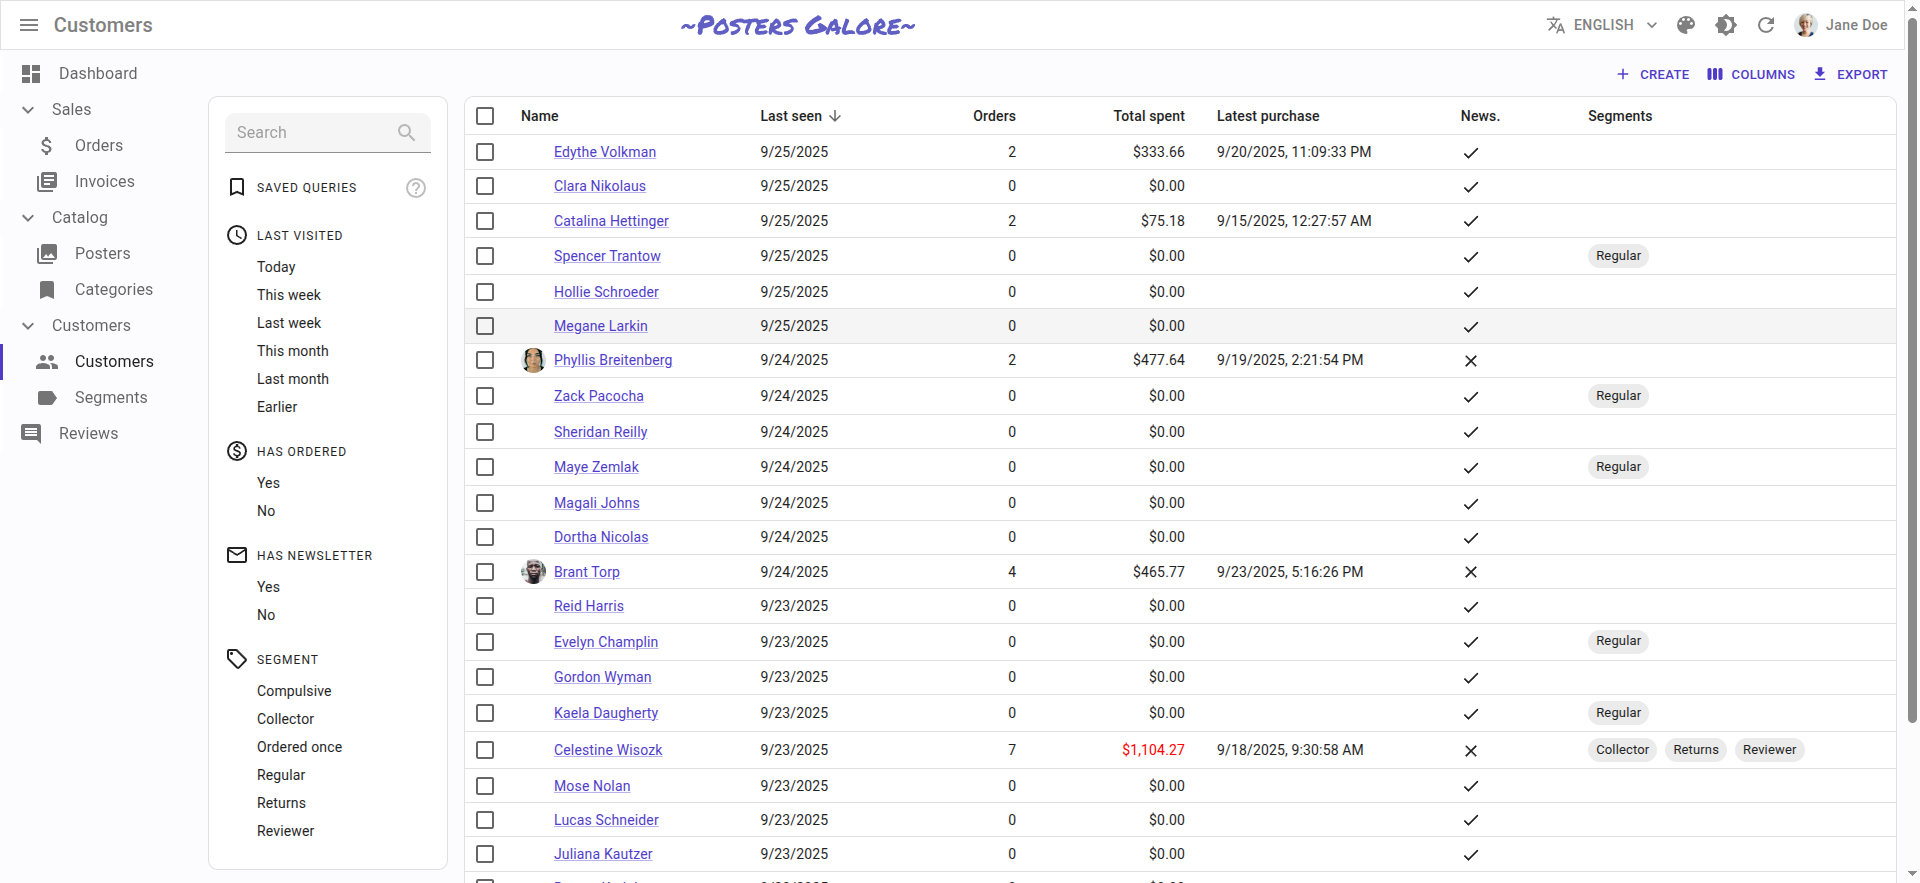 Customers
~Posters Galore~
ENGLISH
Jane Doe
Dashboard
Sales
Orders
Invoices
Catalog
Posters
Categories
Customers
Customers
Segments
Reviews
CREATE
COLUMNS
EXPORT
Search
SAVED QUERIES
LAST VISITED
Today
This week
Last week
This month
Last month
Earlier
HAS ORDERED
Yes
No
HAS NEWSLETTER
Yes
No
SEGMENT
Compulsive
Collector
Ordered once
Regular
Returns
Reviewer
Name Last seen Orders Total spent Latest purchase News. Segments
Edythe Volkman 9/25/2025 2 $333.66 9/20/2025, 11:09:33 PM
Clara Nikolaus 9/25/2025 0 $0.00
Catalina Hettinger 9/25/2025 2 $75.18 9/15/2025, 12:27:57 AM
Spencer Trantow 9/25/2025 0 $0.00 Regular
Hollie Schroeder 9/25/2025 0 $0.00
Megane Larkin 9/25/2025 0 $0.00
Phyllis Breitenberg 9/24/2025 2 $477.64 9/19/2025, 2:21:54 PM
Zack Pacocha 9/24/2025 0 $0.00 Regular
Sheridan Reilly 9/24/2025 0 $0.00
Maye Zemlak 9/24/2025 0 $0.00 Regular
Magali Johns 9/24/2025 0 $0.00
Dortha Nicolas 9/24/2025 0 $0.00
Brant Torp 9/24/2025 4 $465.77 9/23/2025, 5:16:26 PM
Reid Harris 9/23/2025 0 $0.00
Evelyn Champlin 9/23/2025 0 $0.00 Regular
Gordon Wyman 9/23/2025 0 $0.00
Kaela Daugherty 9/23/2025 0 $0.00 Regular
Celestine Wisozk 9/23/2025 7 $1,104.27 9/18/2025, 9:30:58 AM Collector Returns Reviewer
Mose Nolan 9/23/2025 0 $0.00
Lucas Schneider 9/23/2025 0 $0.00
Juliana Kautzer 9/23/2025 0 $0.00